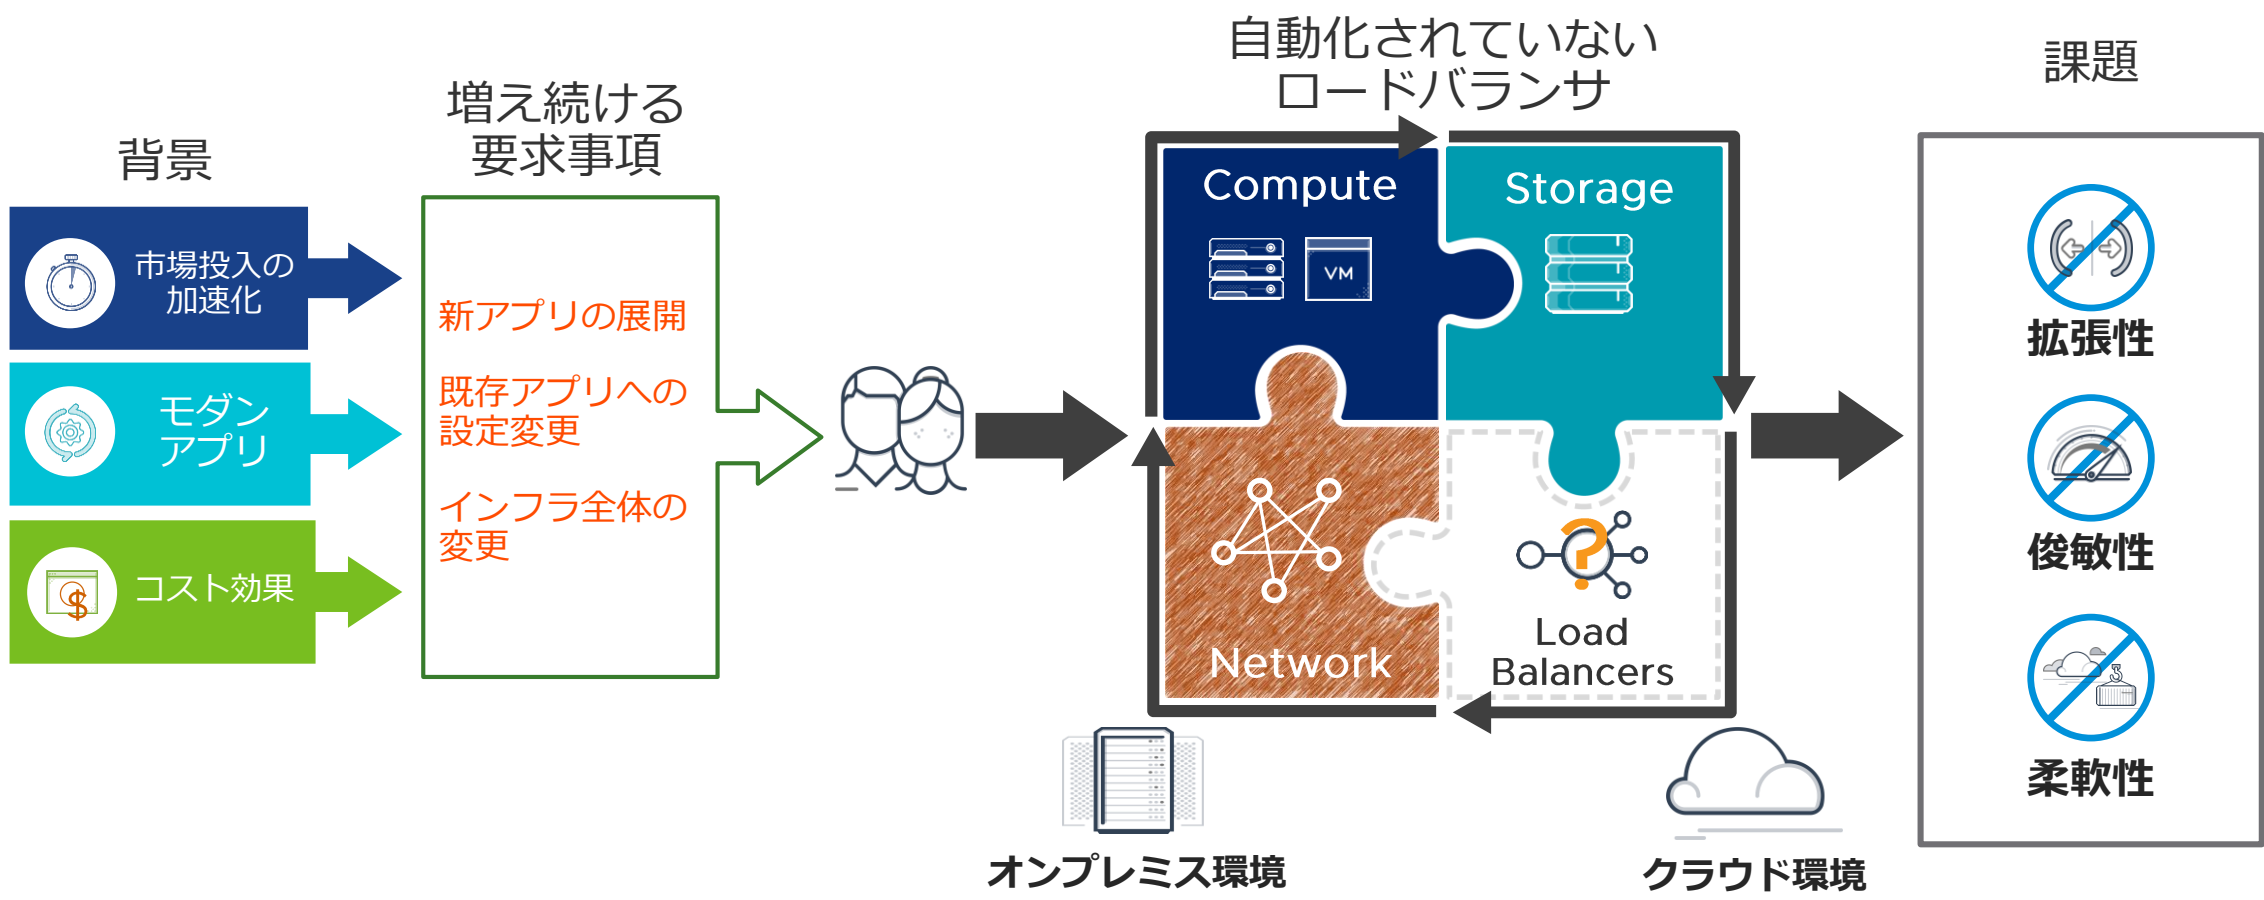 背景
市場投入の
加速化
モダン
アプリ
コスト効果
$
増え続ける
要求事項
新アプリの展開
既存アプリへの
設定変更
インフラ全体の
変更
自動化されていない
ロードバランサ
Compute
VM
Storage
Network
?
Load
Balancers
オンプレミス環境
クラウド環境
課題
拡張性
俊敏性
柔軟性